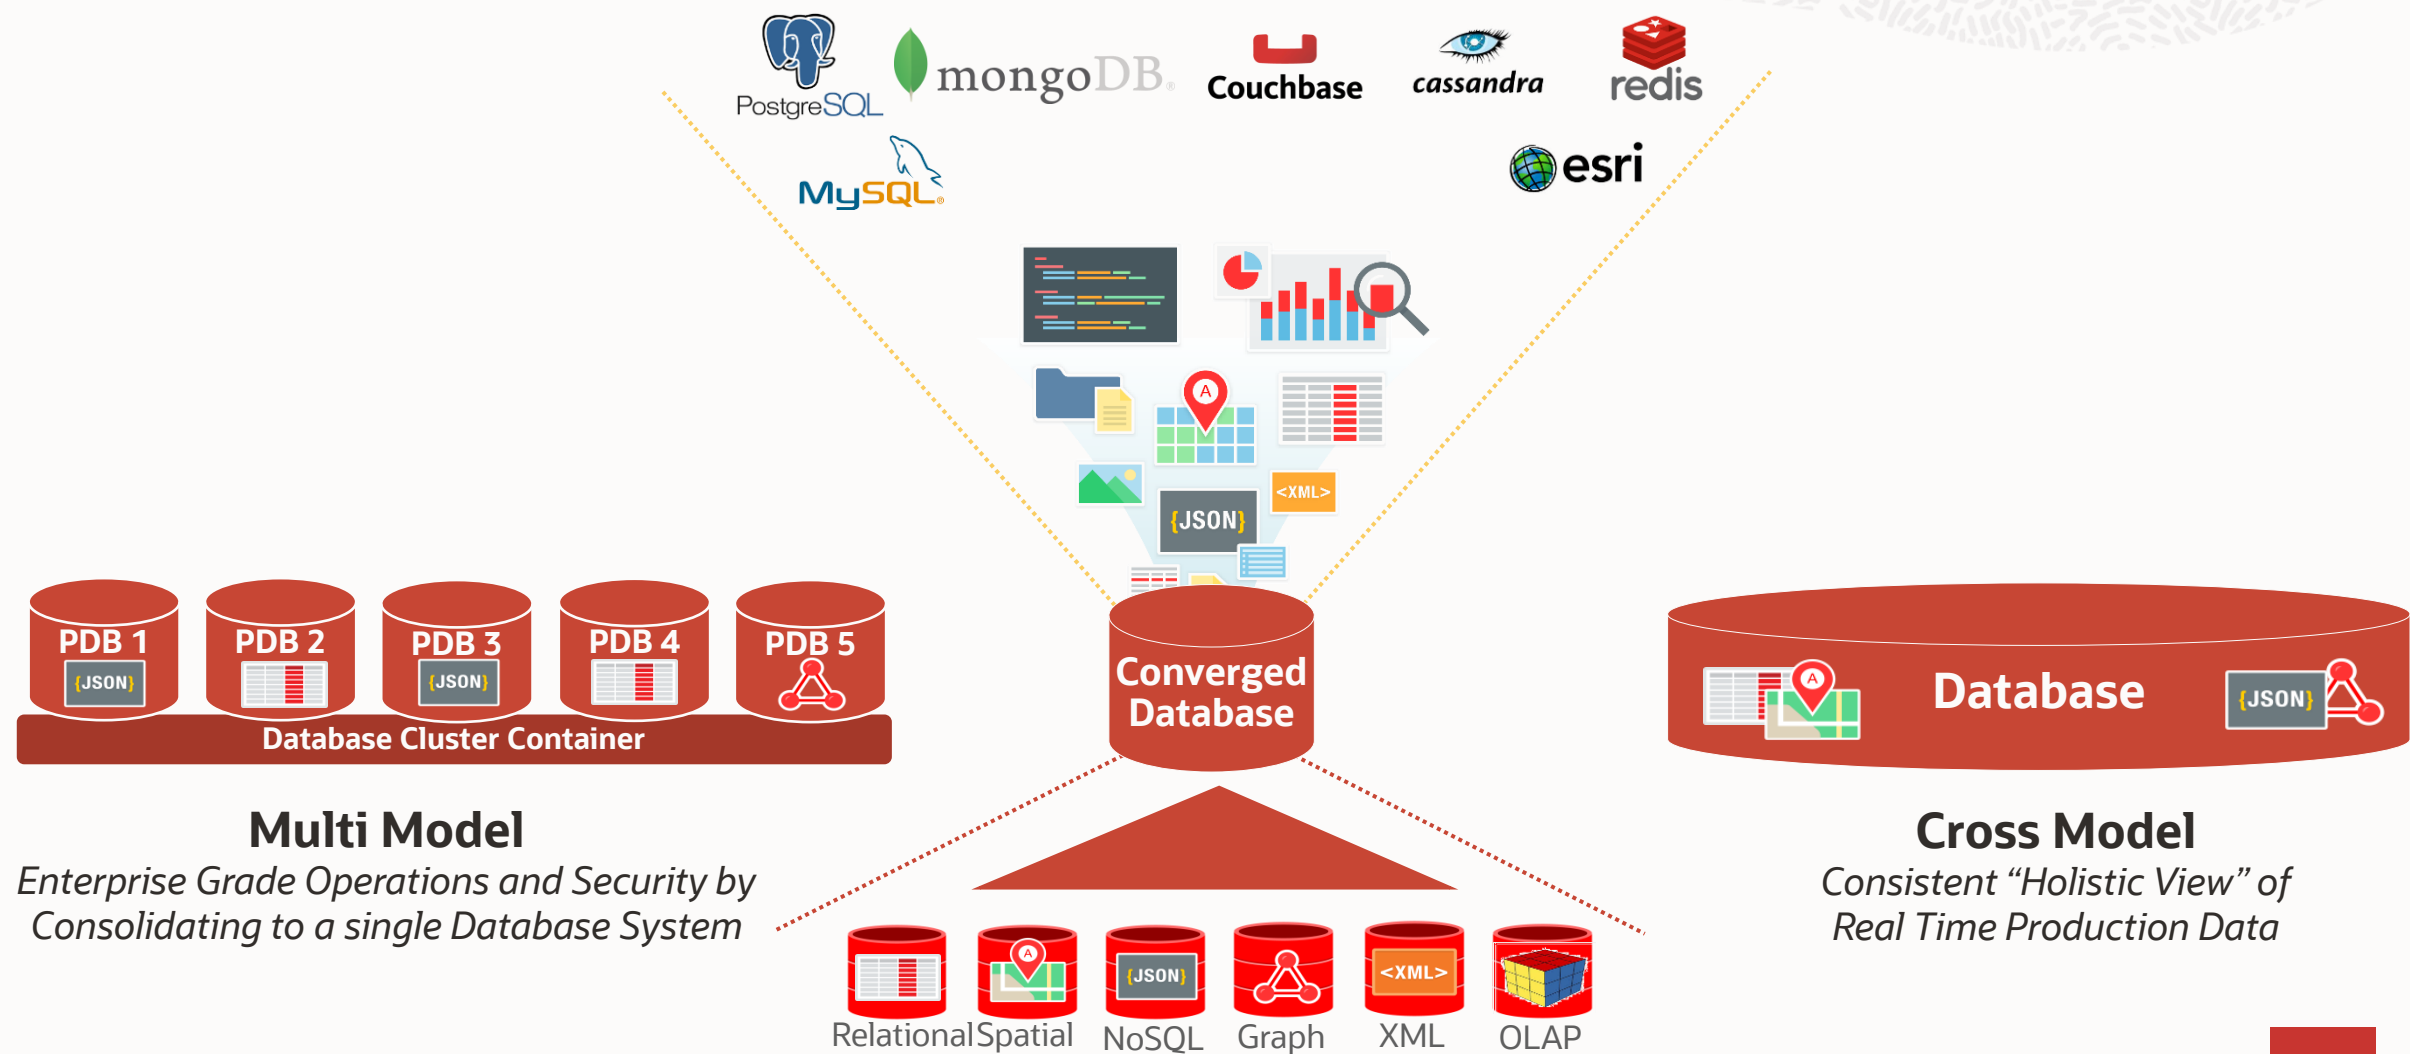 PostgreSQL
mongoDB®
Couchbase
cassandra
redis
MySQL®
esri
A
<XML>
{JSON}
PDB 1
PDB 2
PDB 3
PDB 4
PDB 5
{JSON}
{JSON}
Database Cluster Container
Converged
Database
A
Database
{JSON}
Multi Model
Enterprise Grade Operations and Security by
Consolidating to a single Database System
Cross Model
Consistent “Holistic View” of
Real Time Production Data
A
{JSON}
<XML>
Relational
Spatial
NoSQL
Graph
XML
OLAP